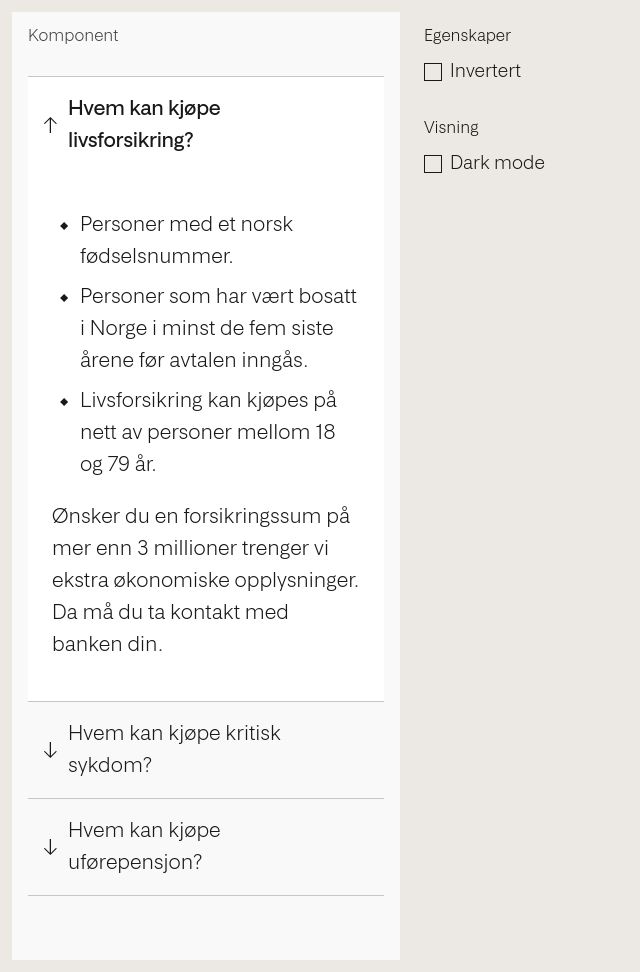 Komponent
Hvem kan kjøpe
livsforsikring?
Personer med et norsk
fødselsnummer.
Personer som har vært bosatt
i Norge i minst de fem siste
årene før avtalen inngås.
Livsforsikring kan kjøpes på
nett av personer mellom 18
og 79 år.
Ønsker du en forsikringssum på
mer enn 3 millioner trenger vi
ekstra økonomiske opplysninger.
Da må du ta kontakt med
banken din.
Hvem kan kjøpe kritisk
sykdom?
Hvem kan kjøpe
uførepensjon?
Egenskaper
Invertert
Visning
Dark mode